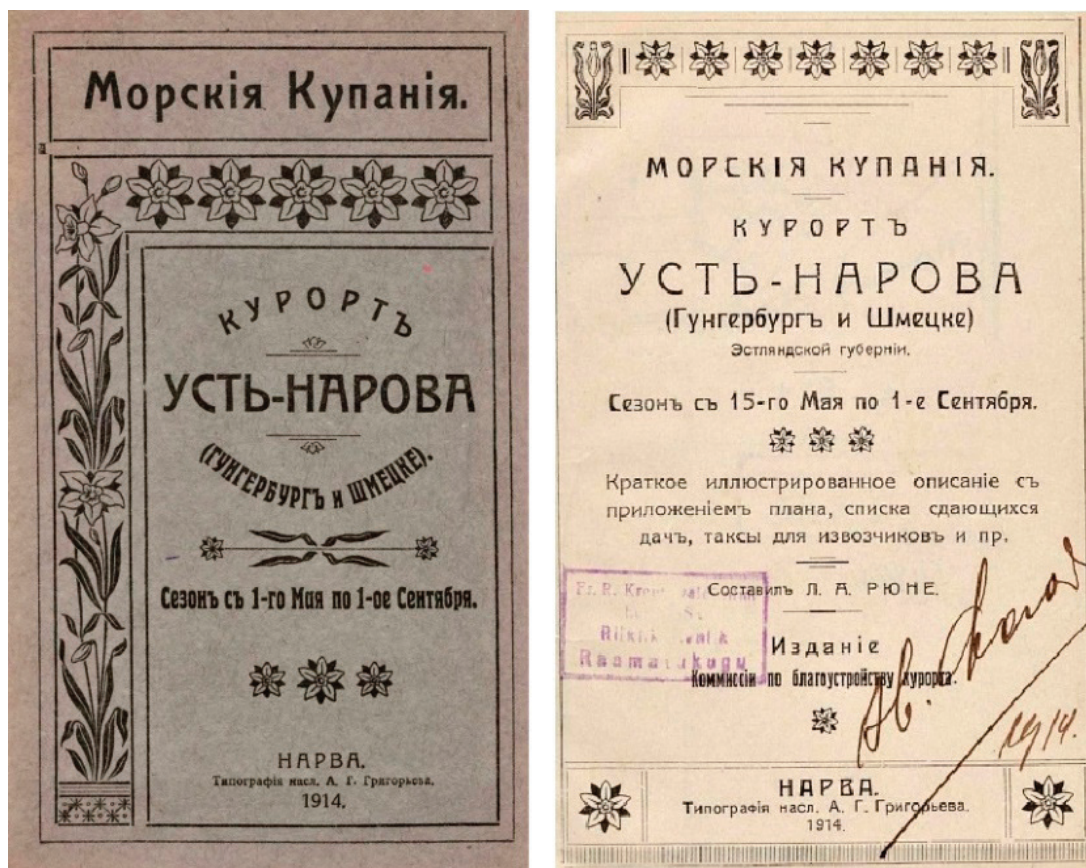 Морскія Купанія.
КУРОРТЪ
УСТЬ-НАРОВА
(ГУНГЕРБУРГЪ и ШМЕЦКЕ).
Сезонъ съ 1-го Мая по 1-ое Сентября.
НАРВА.
Типографія насл. А. Г. Григорьева.
1914.
МОРСКІЯ КУПАНІЯ.
КУРОРТЪ
УСТЬ-НАРОВА
(Гунгербургъ и Шмецке)
Эстляндской губерніи.
Сезонъ съ 15-го Мая по 1-е Сентября.
Краткое иллюстрированное описаніе съ
приложеніемъ плана, списка сдающихся
дачъ, таксы для извозчиковъ и пр.
Составилъ Л. А. РЮНЕ.
Fr. R.
Raamatukogu
Изданіе
Коммиссіи по благоустройству курорта.
1914.
НАРВА.
Типографія насл. А. Г. Григорьева.
1914.